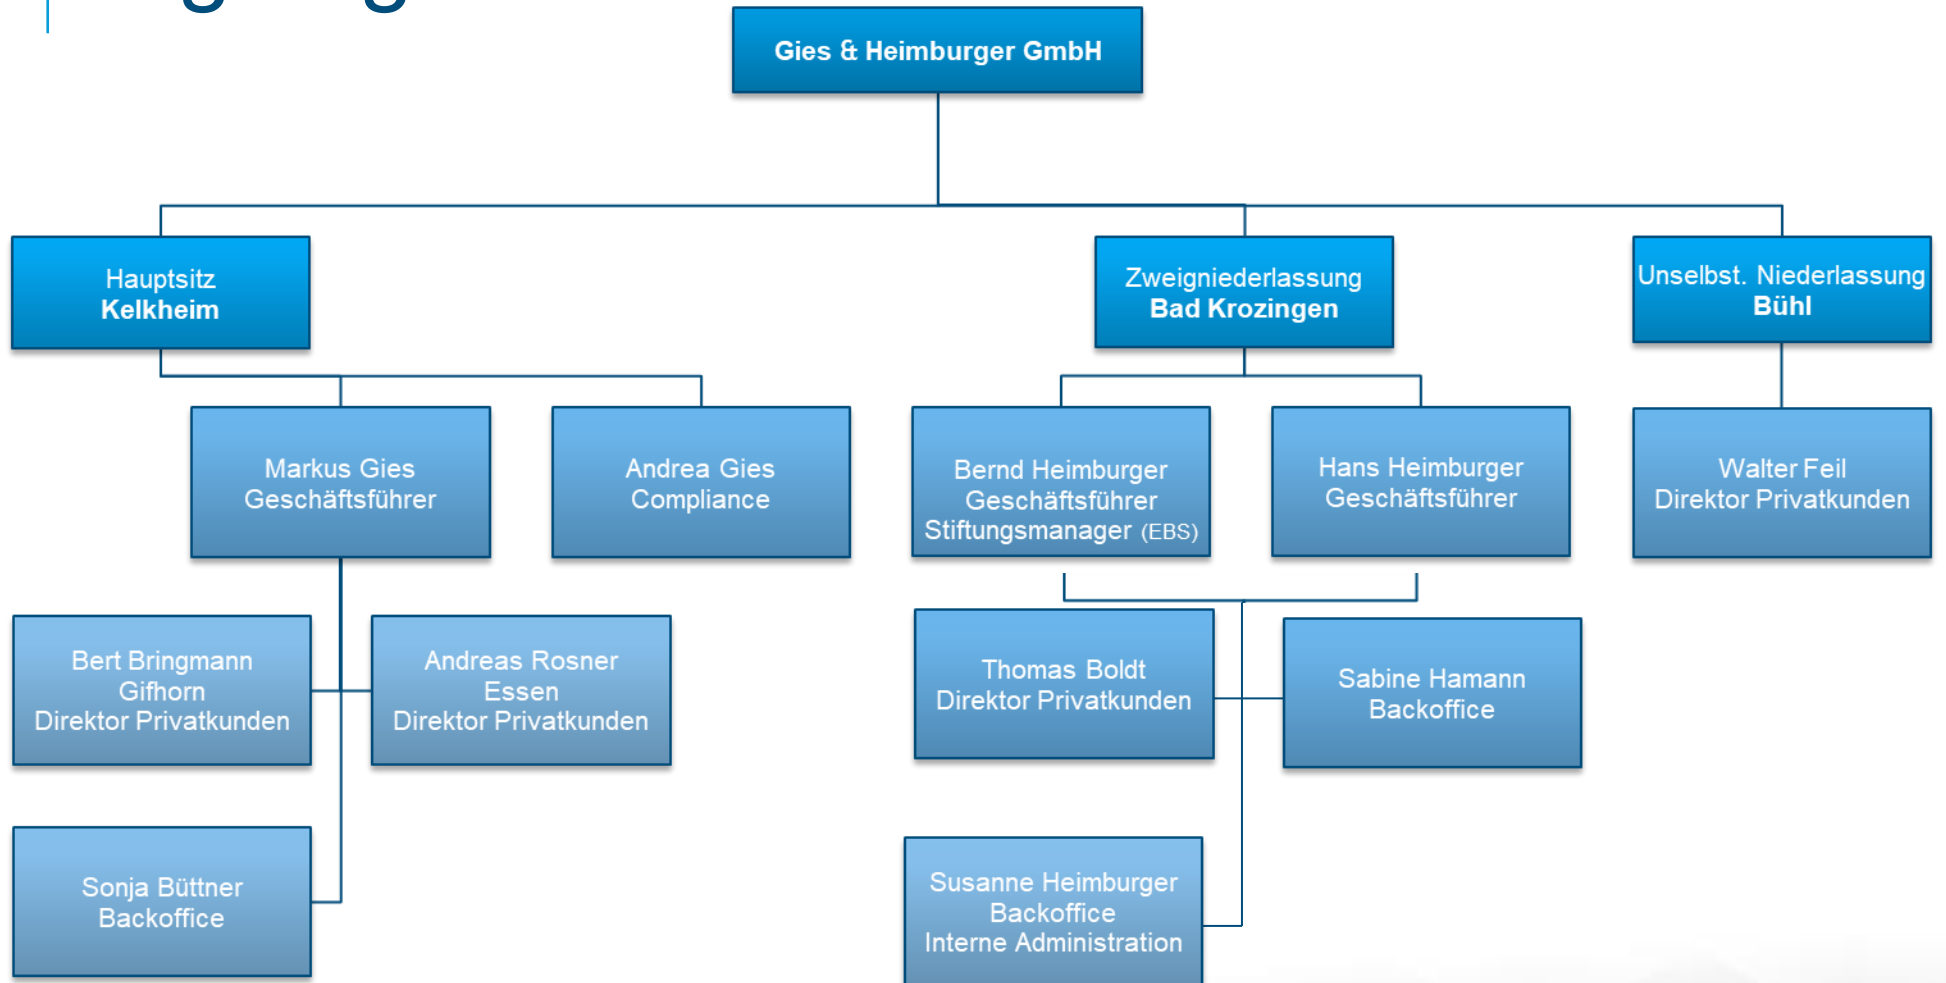 Gies & Heimburger GmbH
Hauptsitz
Kelkheim
Zweigniederlassung
Bad Krozingen
Unselbst. Niederlassung
Bühl
Markus Gies
Geschäftsführer
Andrea Gies
Compliance
Bernd Heimburger
Geschäftsführer
Stiftungsmanager (EBS)
Hans Heimburger
Geschäftsführer
Walter Feil
Direktor Privatkunden
Bert Bringmann
Gifhorn
Direktor Privatkunden
Andreas Rosner
Essen
Direktor Privatkunden
Thomas Boldt
Direktor Privatkunden
Sabine Hamann
Backoffice
Sonja Büttner
Backoffice
Susanne Heimburger
Backoffice
Interne Administration